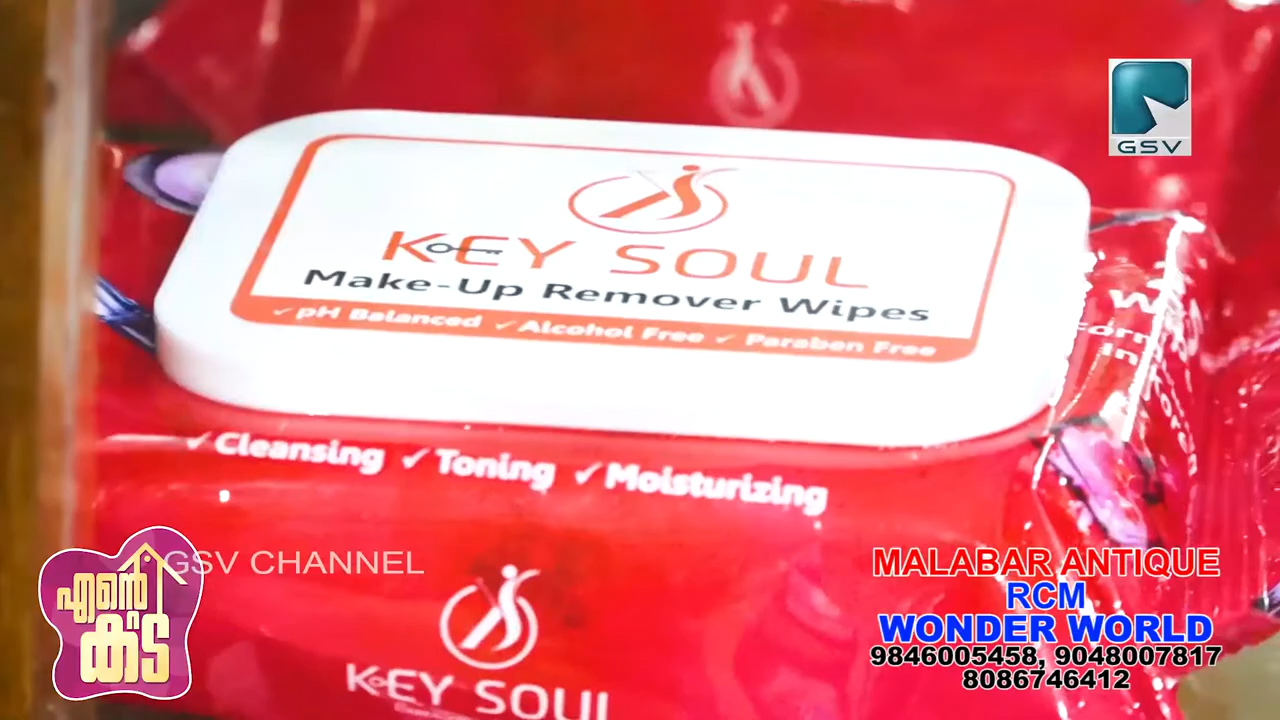 GSV
KEY SOUL
Make-Up Remover Wipes
✓ pH Balanced ✓ Alcohol Free ✓ Paraben Free
✓ Cleansing ✓ Toning ✓ Moisturizing
KEY SOUL
GSV CHANNEL
എന്റെ
കട
MALABAR ANTIQUE
RCM
WONDER WORLD
9846005458, 9048007817
8086746412